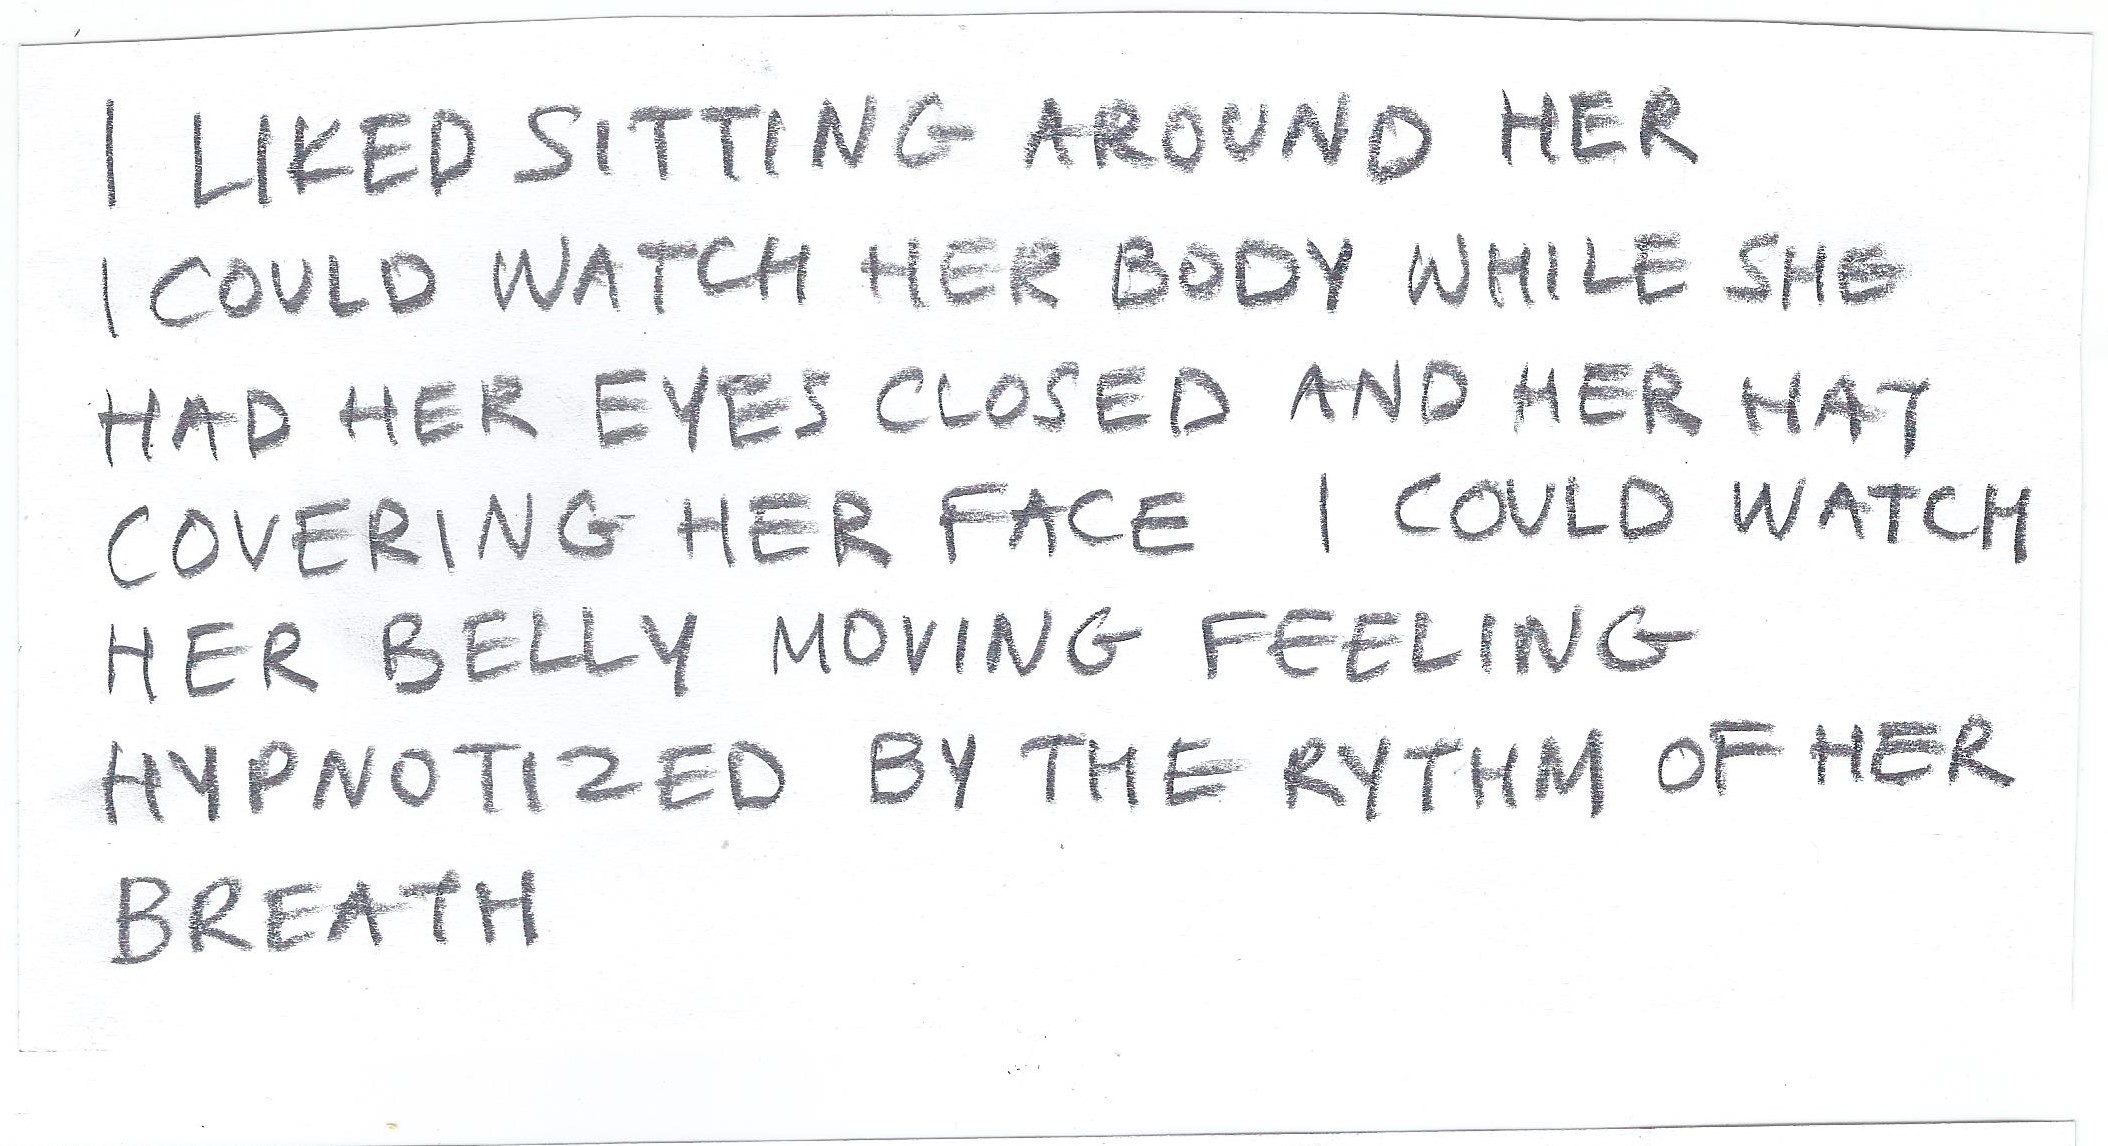 I LIKED SITTING AROUND HER
I COULD WATCH HER BODY WHILE SHE
HAD HER EYES CLOSED AND HER HAT
COVERING HER FACE I COULD WATCH
HER BELLY MOVING FEELING
HYPNOTIZED BY THE RYTHM OF HER
BREATH